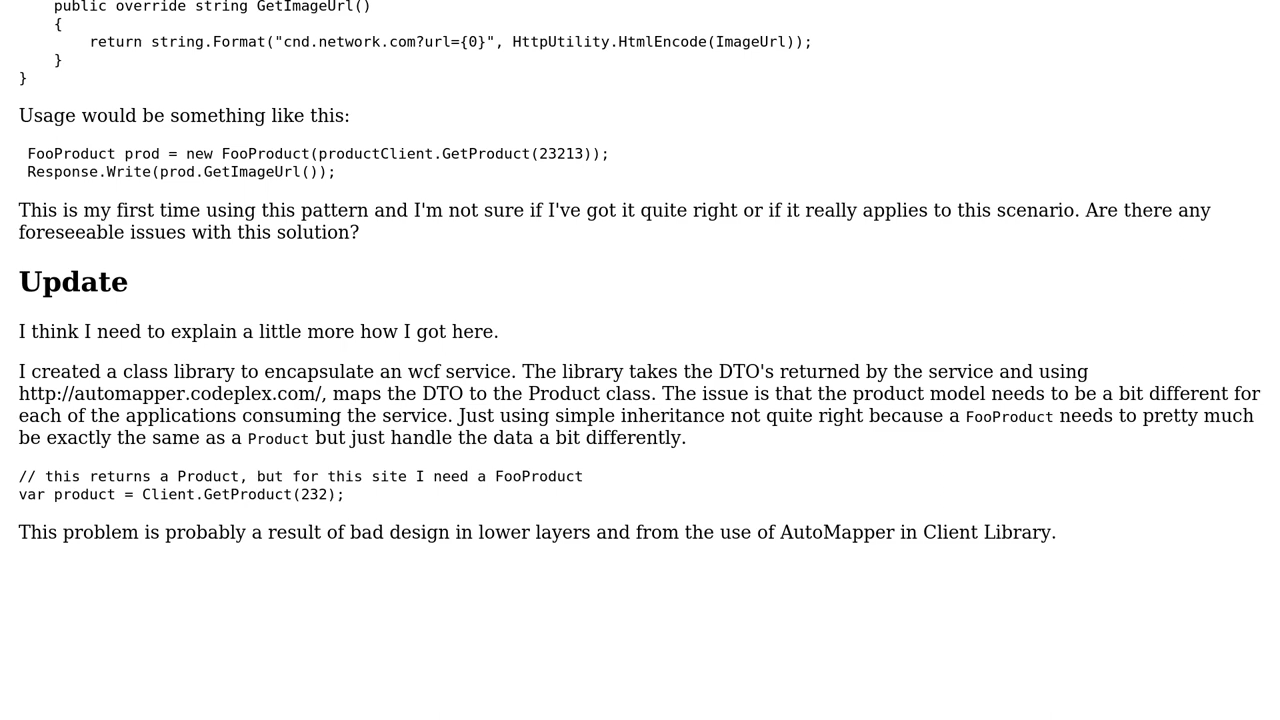 public override string GetImageUrl()
{
return string.Format("cnd.network.com?url={0}", HttpUtility.HtmlEncode(ImageUrl));
}
}
Usage would be something like this:
FooProduct prod = new FooProduct(productClient.GetProduct(23213));
Response.Write(prod.GetImageUrl());
This is my first time using this pattern and I'm not sure if I've got it quite right or if it really applies to this scenario. Are there any
foreseeable issues with this solution?
Update
I think I need to explain a little more how I got here.
I created a class library to encapsulate an wcf service. The library takes the DTO's returned by the service and using
http://automapper.codeplex.com/, maps the DTO to the Product class. The issue is that the product model needs to be a bit different for
each of the applications consuming the service. Just using simple inheritance not quite right because a FooProduct needs to pretty much
be exactly the same as a Product but just handle the data a bit differently.
// this returns a Product, but for this site I need a FooProduct
var product = Client.GetProduct(232);
This problem is probably a result of bad design in lower layers and from the use of AutoMapper in Client Library.